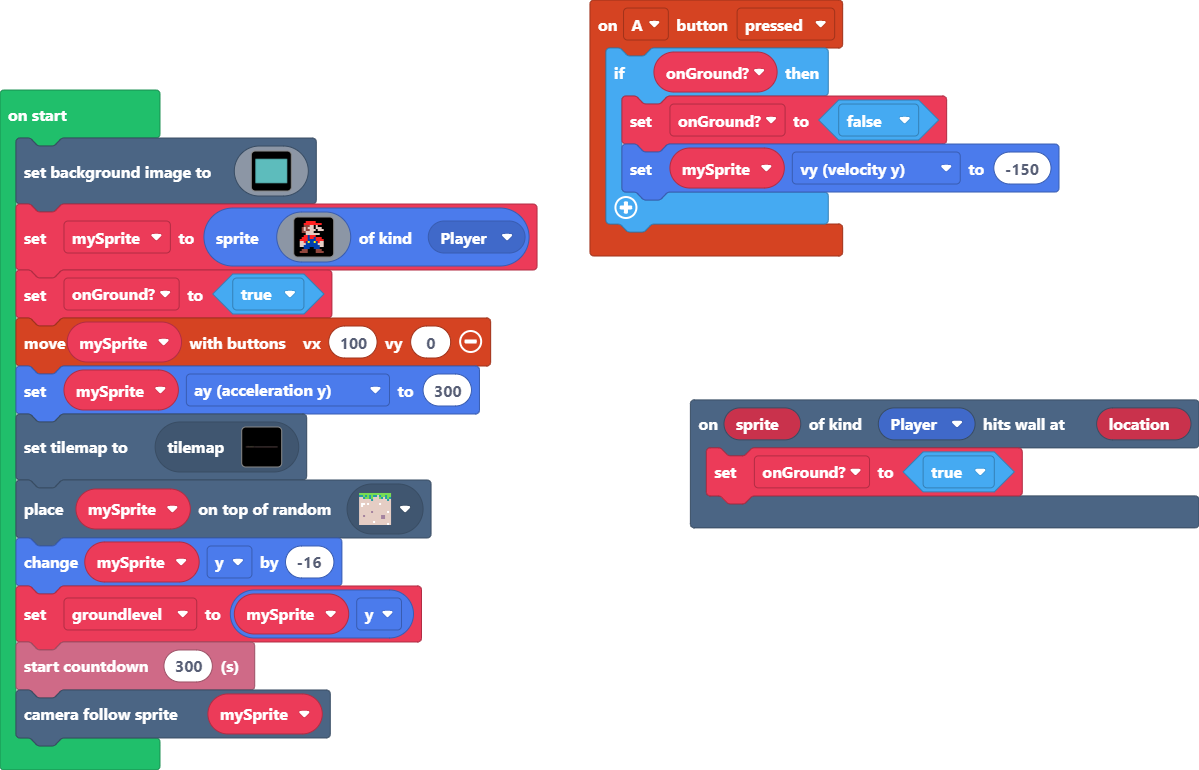 on start
set background image to
set mySprite to sprite of kind Player
set onGround? to true
move mySprite with buttons vx 100 vy 0
set mySprite ay (acceleration y) to 300
set tilemap to tilemap
place mySprite on top of random
change mySprite y by -16
set groundlevel to mySprite y
start countdown 300 (s)
camera follow sprite mySprite
on A button pressed
if onGround? then
set onGround? to false
set mySprite vy (velocity y) to -150
on sprite of kind Player hits wall at location
set onGround? to true